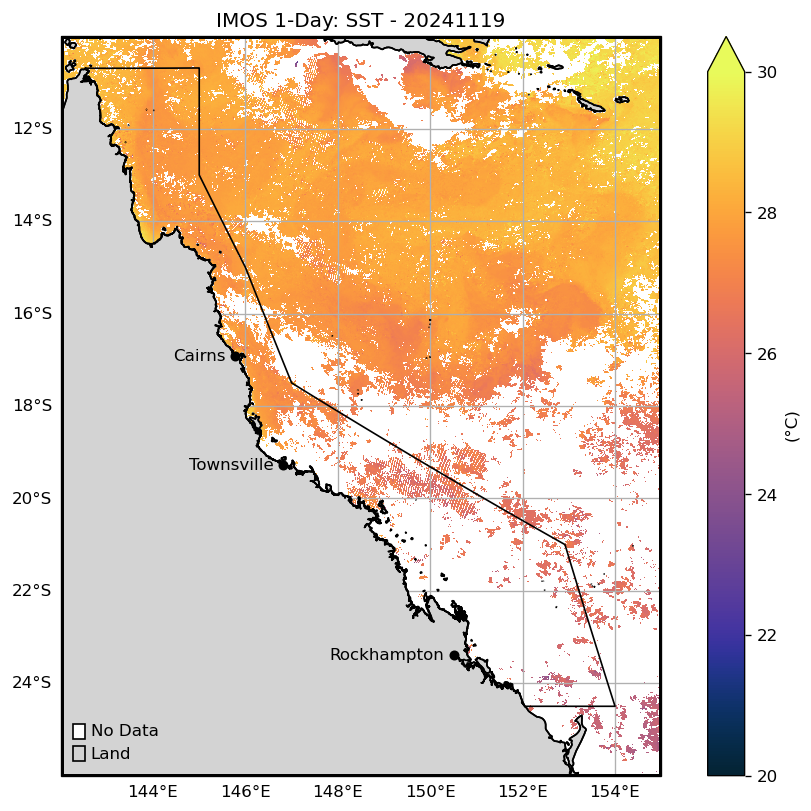 IMOS 1-Day: SST - 20241119
12°S
14°S
16°S
18°S
20°S
22°S
24°S
Cairns
Townsville
Rockhampton
No Data
Land
144°E 146°E 148°E 150°E 152°E 154°E
30
28
26
24
22
20
(°C)